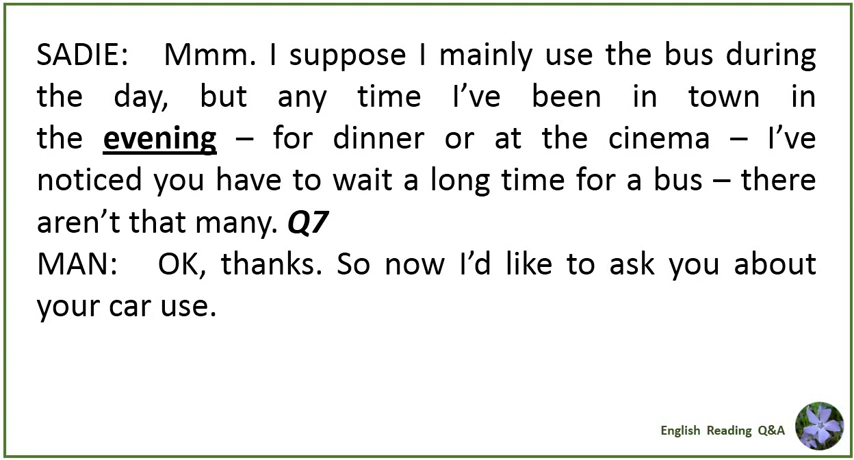 SADIE: Mmm. I suppose I mainly use the bus during
the day, but any time I’ve been in town in
the evening – for dinner or at the cinema – I’ve
noticed you have to wait a long time for a bus – there
aren’t that many. Q7
MAN: OK, thanks. So now I’d like to ask you about
your car use.
English Reading Q&A